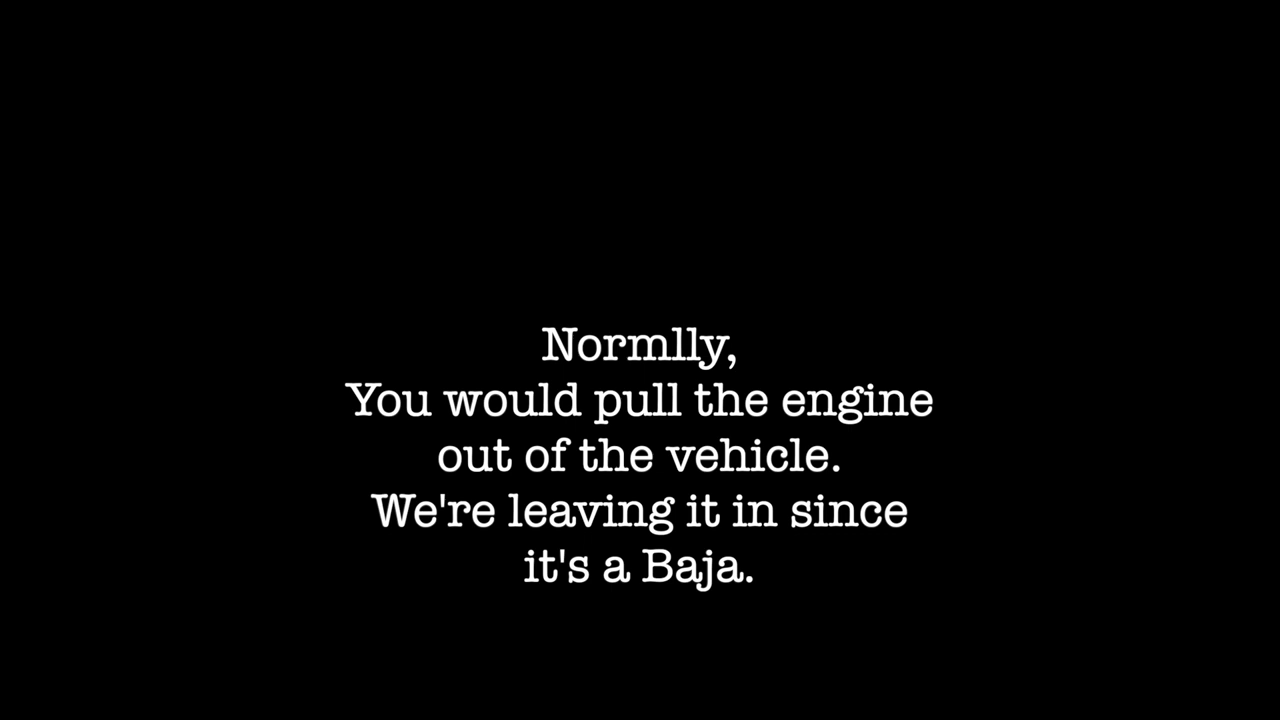 Normlly,
You would pull the engine
out of the vehicle.
We're leaving it in since
it's a Baja.